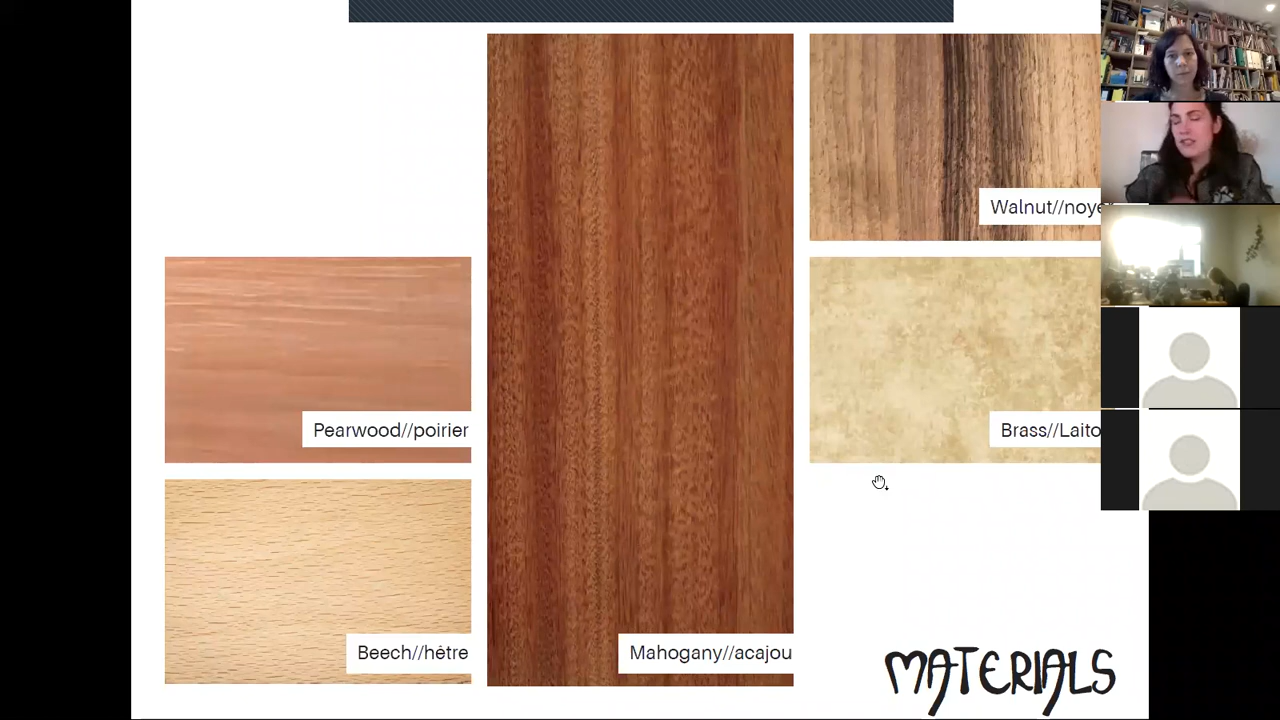 Walnut//noye
Pearwood//poirier
Brass//Laito
Beech//hêtre
Mahogany//acajou
MATERIALS